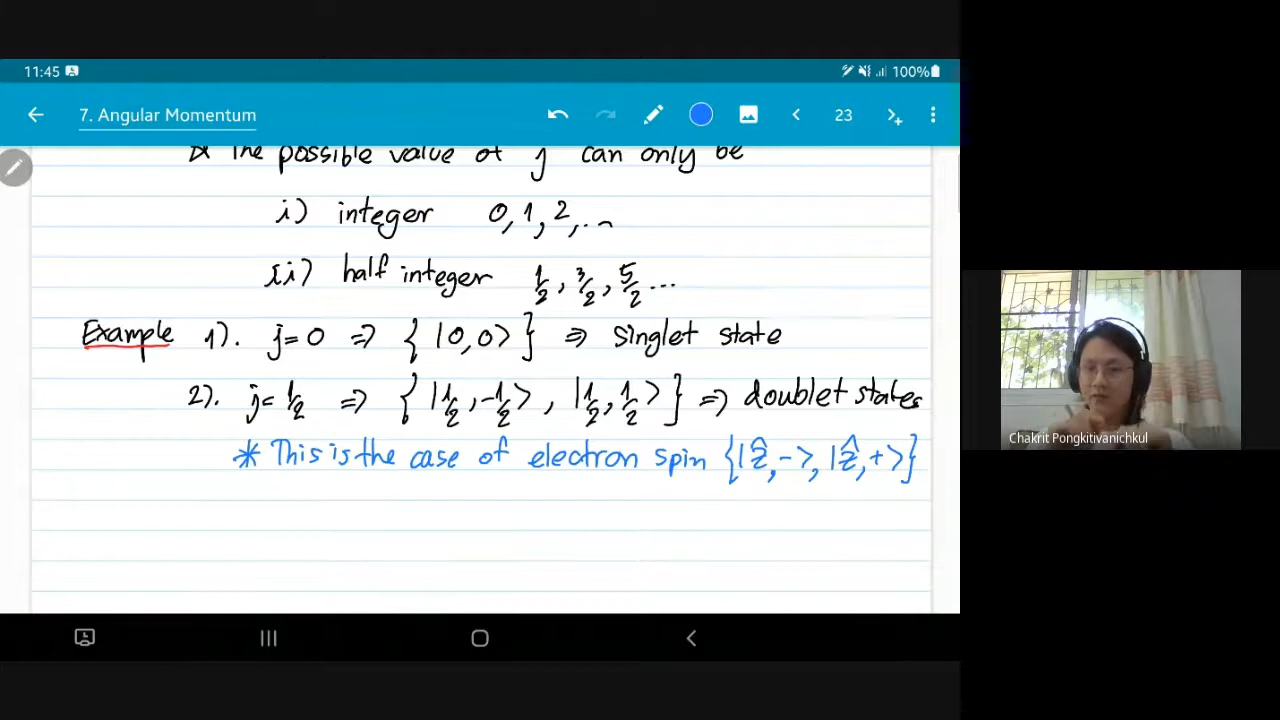 11:45 100%
7. Angular Momentum 23
* The possible value of j can only be
i) integer 0, 1, 2, ...
ii) half integer 1/2, 3/2, 5/2 ...
Example 1). j=0 => { |0,0> } => singlet state
2). j=1/2 => { |1/2,-1/2>, |1/2,1/2> } => doublet states
* This is the case of electron spin {|ẑ,->, |ẑ,+>}
Chakrit Pongkitivanichkul